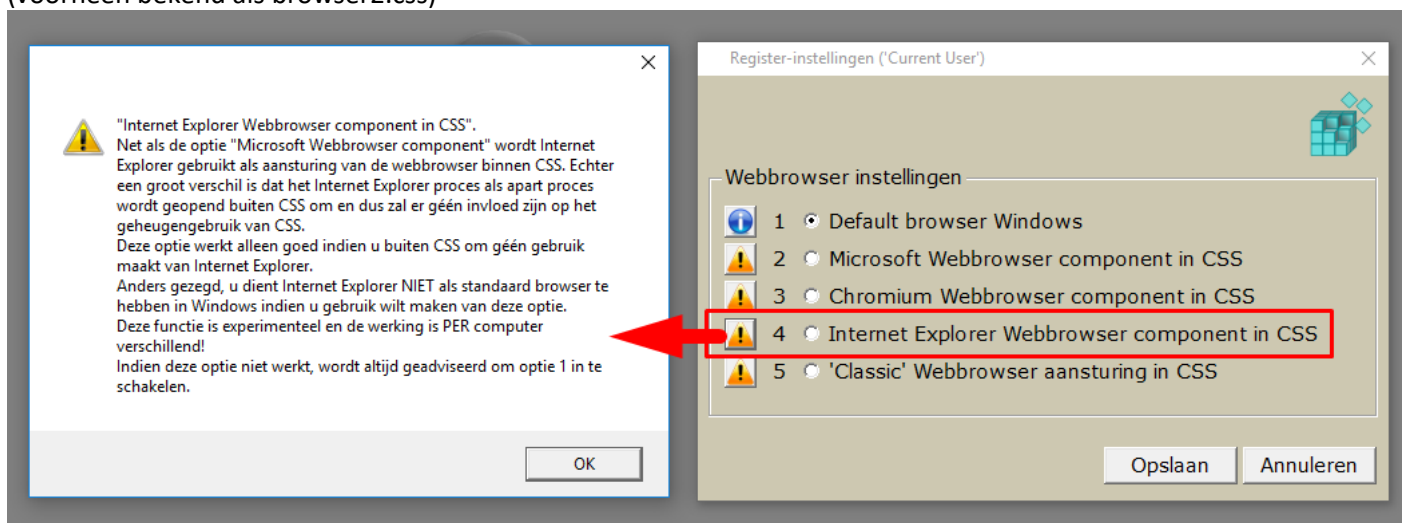 (voorheen bekend als browser2.css)
"Internet Explorer Webbrowser component in CSS".
Net als de optie "Microsoft Webbrowser component" wordt Internet
Explorer gebruikt als aansturing van de webbrowser binnen CSS. Echter
een groot verschil is dat het Internet Explorer proces als apart proces
wordt geopend buiten CSS om en dus zal er géén invloed zijn op het
geheugengebruik van CSS.
Deze optie werkt alleen goed indien u buiten CSS om géén gebruik
maakt van Internet Explorer.
Anders gezegd, u dient Internet Explorer NIET als standaard browser te
hebben in Windows indien u gebruik wilt maken van deze optie.
Deze functie is experimenteel en de werking is PER computer
verschillend!
Indien deze optie niet werkt, wordt altijd geadviseerd om optie 1 in te
schakelen.
OK
Register-instellingen ('Current User')
Webbrowser instellingen
1 Default browser Windows
2 Microsoft Webbrowser component in CSS
3 Chromium Webbrowser component in CSS
4 Internet Explorer Webbrowser component in CSS
5 'Classic' Webbrowser aansturing in CSS
Opslaan Annuleren